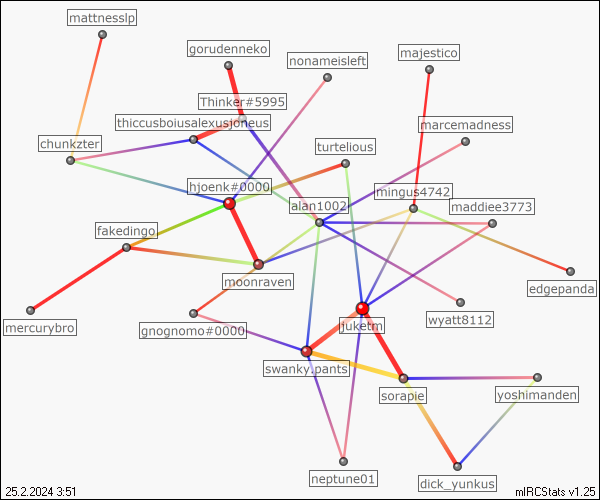 mattnesslp
gorudenneko
nonameisleft
majestico
Thinker#5995
thiccsboiusalexusjoneus
marcemadness
chunkzter
turtelious
hjoenk#0000
mingus4742
alan1002
maddiee3773
fakedingo
moonraven
edgepanda
mercurybro
gnognomo#0000
juketm
wyatt8112
swanky.pants
sorapie
yoshimanden
neptune01
dick_yunkus
25.2.2024 3:51
mIRCStats v1.25